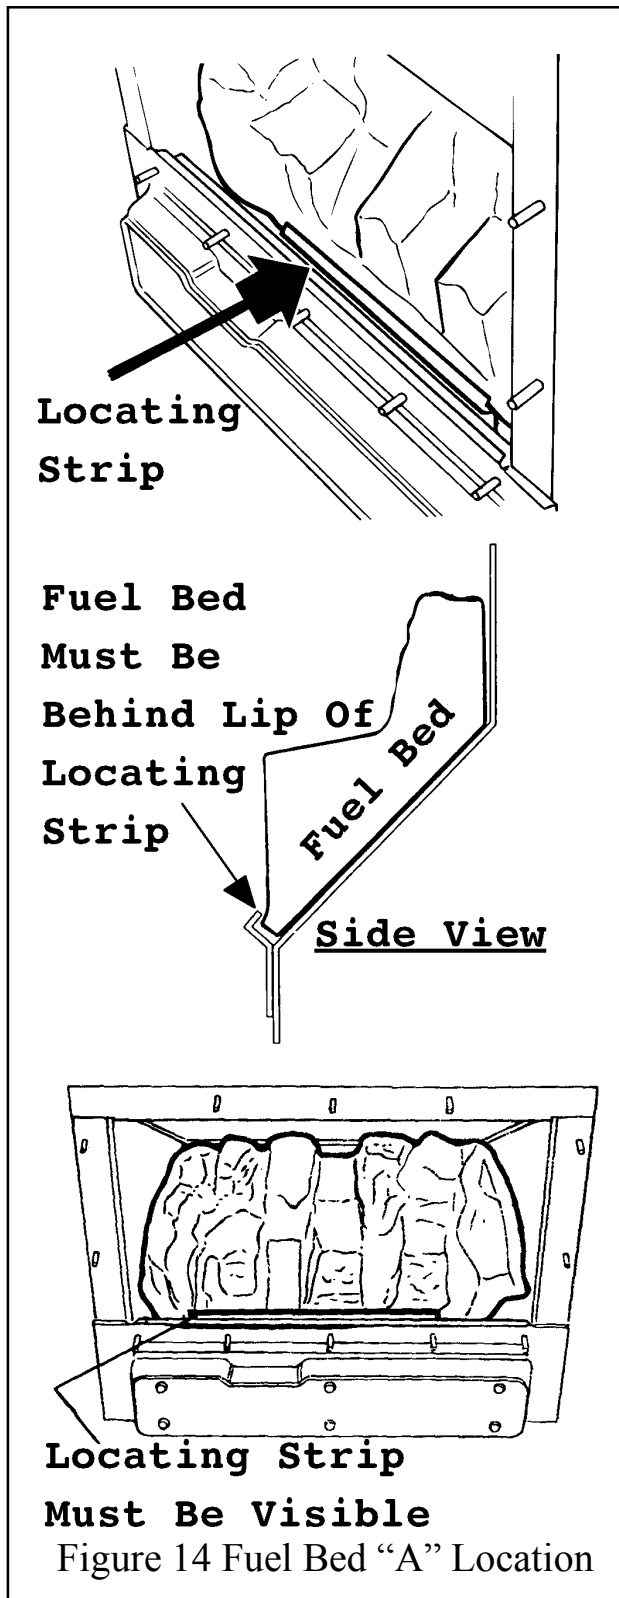 Locating
Strip
Fuel Bed
Must Be
Behind Lip Of
Locating
Strip
Fuel Bed
Side View
Locating Strip
Must Be Visible
Figure 14 Fuel Bed “A” Location